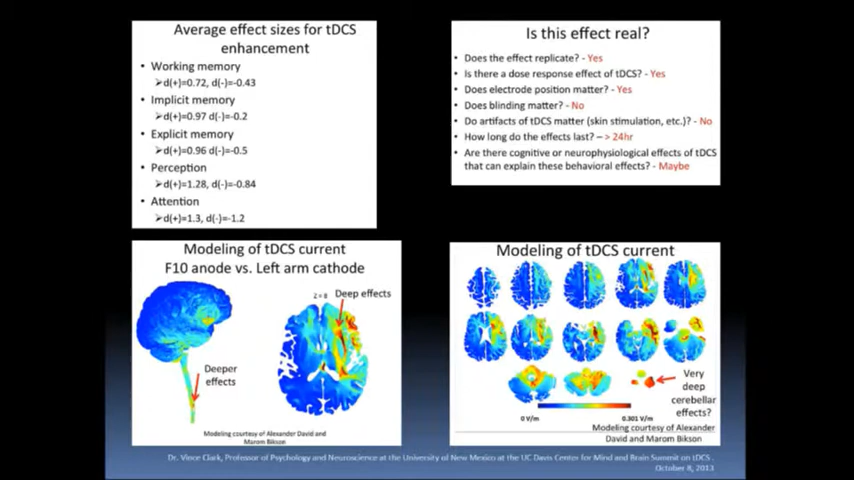 Average effect sizes for tDCS
enhancement
• Working memory
➢d(+)=0.72, d(-)=-0.43
• Implicit memory
➢d(+)=0.97 d(-)=-0.2
• Explicit memory
➢d(+)=0.96 d(-)=-0.5
• Perception
➢d(+)=1.28, d(-)=-0.84
• Attention
➢d(+)=1.3, d(-)=-1.2
Is this effect real?
• Does the effect replicate? - Yes
• Is there a dose response effect of tDCS? - Yes
• Does electrode position matter? - Yes
• Does blinding matter? - No
• Do artifacts of tDCS matter (skin stimulation, etc.)? - No
• How long do the effects last? – > 24hr
• Are there cognitive or neurophysiological effects of tDCS
that can explain these behavioral effects? - Maybe
Modeling of tDCS current
F10 anode vs. Left arm cathode
Z = 8
Deep effects
Deeper
effects
Modeling courtesy of Alexander David and
Marom Bikson
Modeling of tDCS current
Very
deep
cerebellar
effects?
0 V/m 0.301 V/m
Modeling courtesy of Alexander
David and Marom Bikson
Dr. Vince Clark, Professor of Psychology and Neuroscience at the University of New Mexico at the UC Davis Center for Mind and Brain Summit on tDCS.
October 8, 2013